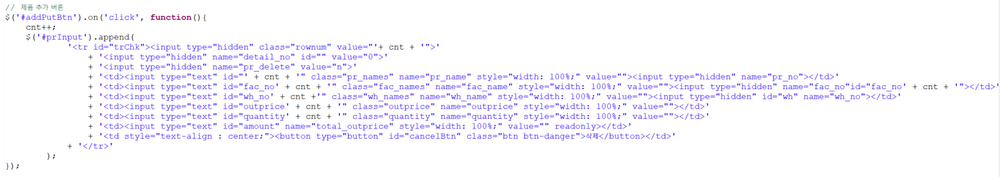 // 제품 추가 버튼
$('#addPutBtn').on('click', function(){
    cnt++;
    $('#prInput').append(
            '<tr id="trChk"><input type="hidden" class="rownum" value="'+ cnt + '">'
                + '<input type="hidden" name="detail_no" id="" value="0">'
                + '<input type="hidden" name="pr_delete" value="n">'
                + '<td><input type="text" id="' + cnt + '" class="pr_names" name="pr_name" style="width: 100%;" value=""><input type="hidden" name="pr_no"></td>'
                + '<td><input type="text" id="fac_no' + cnt + '" class="fac_names" name="fac_name" style="width: 100%;" value=""><input type="hidden" name="fac_no"id="fac_no' + cnt + '"></td>'
                + '<td><input type="text" id="wh_no' + cnt +'" class="wh_names" name="wh_name" style="width: 100%;" value=""><input type="hidden" id="wh" name="wh_no"></td>'
                + '<td><input type="text" id="outprice' + cnt + '" class="outprice" name="outprice" style="width: 100%;" value=""></td>'
                + '<td><input type="text" id="quantity' + cnt + '" class="quantity" name="quantity" style="width: 100%;" value=""></td>'
                + '<td><input type="text" id="amount" name="total_outprice" style="width: 100%;" value="" readonly></td>'
                + '<td style="text-align : center;"><button type="button" id="cancelBtn" class="btn btn-danger">삭제</button></td>'
            + '</tr>'
        );
});